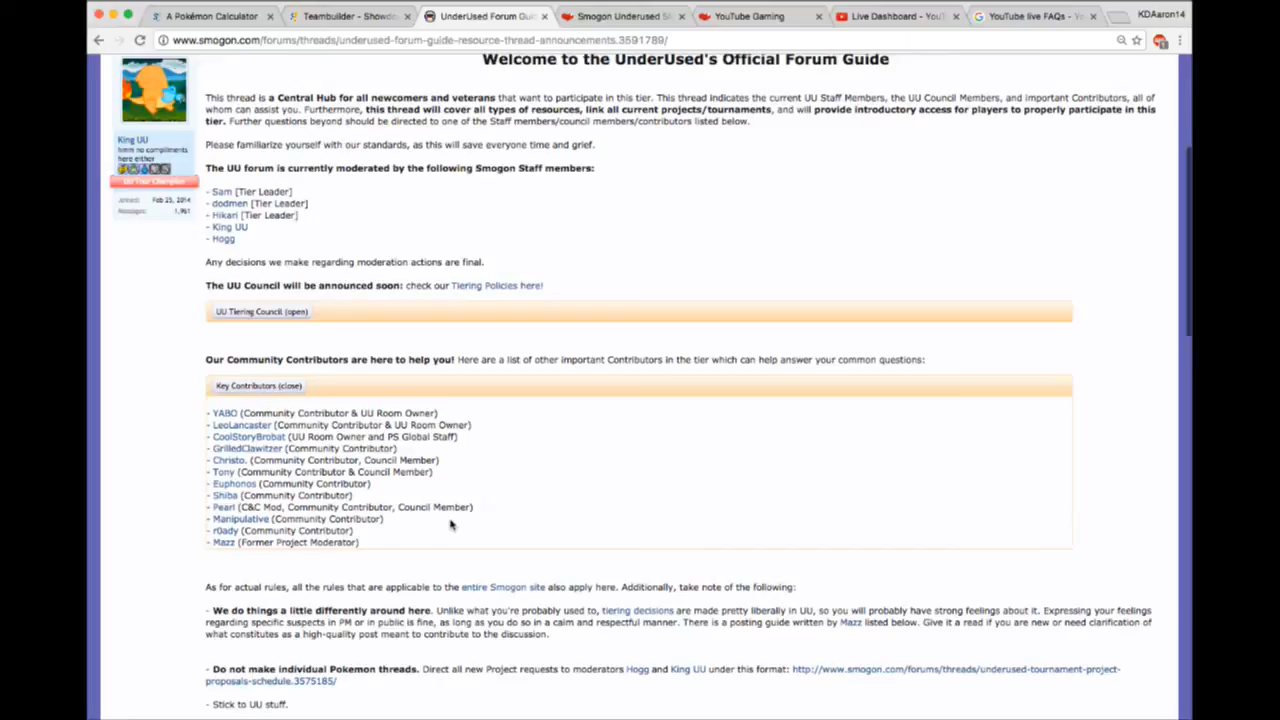 A Pokémon Calculator
Teambuilder - Showd
UnderUsed Forum Gui
Smogon Underused S
YouTube Gaming
Live Dashboard - YouT
YouTube live FAQs - Yo
KDAaron14
www.smogon.com/forums/threads/underused-forum-guide-resource-thread-announcements.3591789/
Welcome to the UnderUsed's Official Forum Guide
This thread is a Central Hub for all newcomers and veterans that want to participate in this tier. This thread indicates the current UU Staff Members, the UU Council Members, and important Contributors, all of
whom can assist you. Furthermore, this thread will cover all types of resources, link all current projects/tournaments, and will provide introductory access for players to properly participate in this
tier. Further questions beyond should be directed to one of the Staff members/council members/contributors listed below.
King UU
hmm no compliments
here either
Joined: Feb 23, 2014
Messages: 1,961
Please familiarize yourself with our standards, as this will save everyone time and grief.
The UU forum is currently moderated by the following Smogon Staff members:
- Sam [Tier Leader]
- dodmen [Tier Leader]
- Hikari [Tier Leader]
- King UU
- Hogg
Any decisions we make regarding moderation actions are final.
The UU Council will be announced soon: check our Tiering Policies here!
UU Tiering Council (open)
Our Community Contributors are here to help you! Here are a list of other important Contributors in the tier which can help answer your common questions:
Key Contributors (close)
- YABO (Community Contributor & UU Room Owner)
- LeoLancaster (Community Contributor & UU Room Owner)
- CoolStoryBrobat (UU Room Owner and PS Global Staff)
- GrilledClawitzer (Community Contributor)
- Christo. (Community Contributor, Council Member)
- Tony (Community Contributor & Council Member)
- Euphonos (Community Contributor)
- Shiba (Community Contributor)
- Pearl (C&C Mod, Community Contributor, Council Member)
- Manipulative (Community Contributor)
- r0ady (Community Contributor)
- Mazz (Former Project Moderator)
As for actual rules, all the rules that are applicable to the entire Smogon site also apply here. Additionally, take note of the following:
- We do things a little differently around here. Unlike what you're probably used to, tiering decisions are made pretty liberally in UU, so you will probably have strong feelings about it. Expressing your feelings
regarding specific suspects in PM or in public is fine, as long as you do so in a calm and respectful manner. There is a posting guide written by Mazz listed below. Give it a read if you are new or need clarification of
what constitutes as a high-quality post meant to contribute to the discussion.
- Do not make individual Pokemon threads. Direct all new Project requests to moderators Hogg and King UU under this format: http://www.smogon.com/forums/threads/underused-tournament-project-
proposals-schedule.3575185/
- Stick to UU stuff.